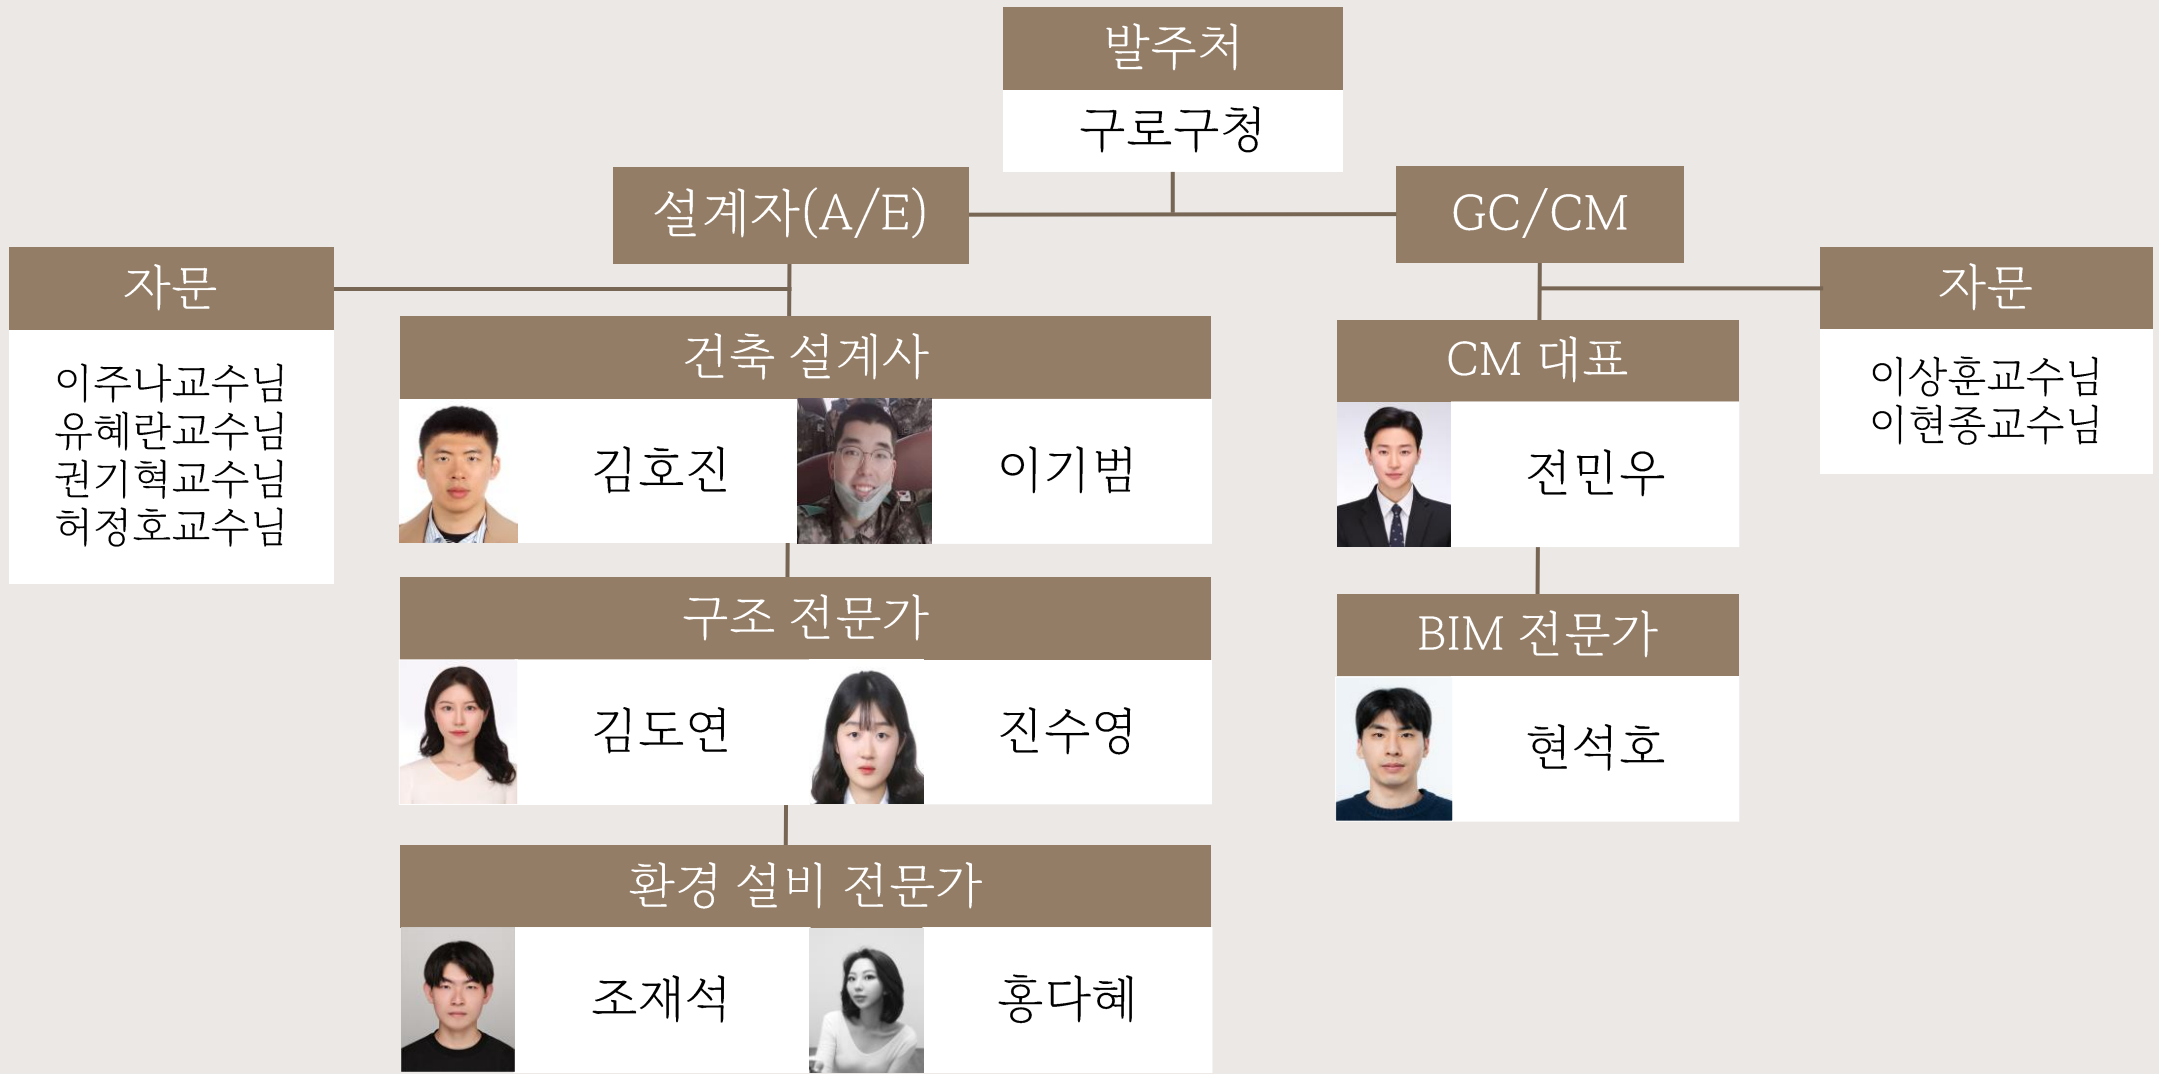 발주처
구로구청
설계자(A/E)
GC/CM
자문
이주나교수님
유혜란교수님
권기혁교수님
허정호교수님
건축 설계사
김호진
이기범
구조 전문가
김도연
진수영
환경 설비 전문가
조재석
홍다혜
CM 대표
전민우
BIM 전문가
현석호
자문
이상훈교수님
이현종교수님